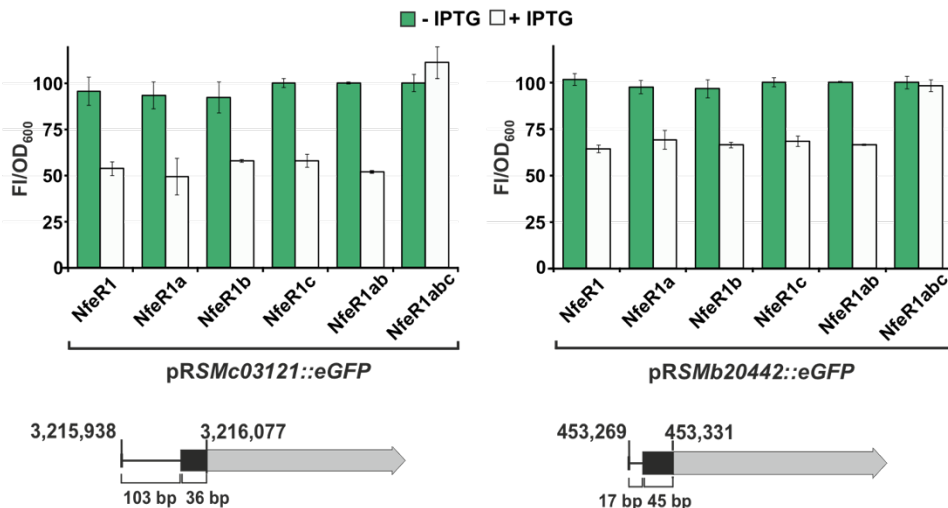 - IPTG + IPTG
FI/OD600
100
75
50
25
0
NfeR1 NfeR1a NfeR1b NfeR1c NfeR1ab NfeR1abc
pRSMc03121::eGFP
3,215,938 3,216,077
103 bp 36 bp
FI/OD600
100
75
50
25
0
NfeR1 NfeR1a NfeR1b NfeR1c NfeR1ab NfeR1abc
pRSMb20442::eGFP
453,269 453,331
17 bp 45 bp